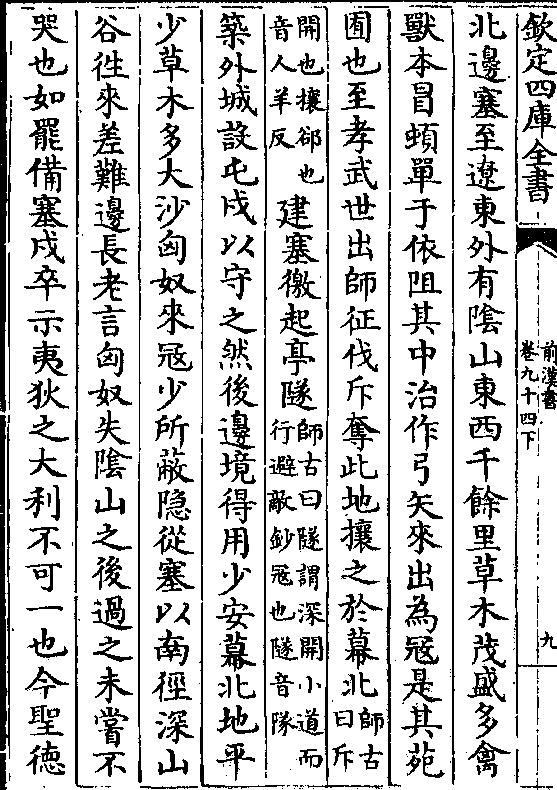 欽定四庫全書
前漢書
卷九十四下
九
北邊塞至遼東外有隂山東西千餘里草木茂盛多禽
獸本冒頓單于依阻其中治作弓矢來出為冦是其苑
囿也至孝武世出師征伐斥奪此地攘之於幕北師古曰斥
開也攘郤也音人羊反建塞徼起亭隧師古曰隧謂深開小道而行避敵鈔冦也隧音隊
築外城設屯戍以守之然後邊境得用少安幕北地平
少草木多大沙匈奴來冦少所蔽隱從塞以南徑深山
谷徃來差難邊長老言匈奴失隂山之後過之未嘗不
哭也如罷備塞戍卒示夷狄之大利不可一也今聖德